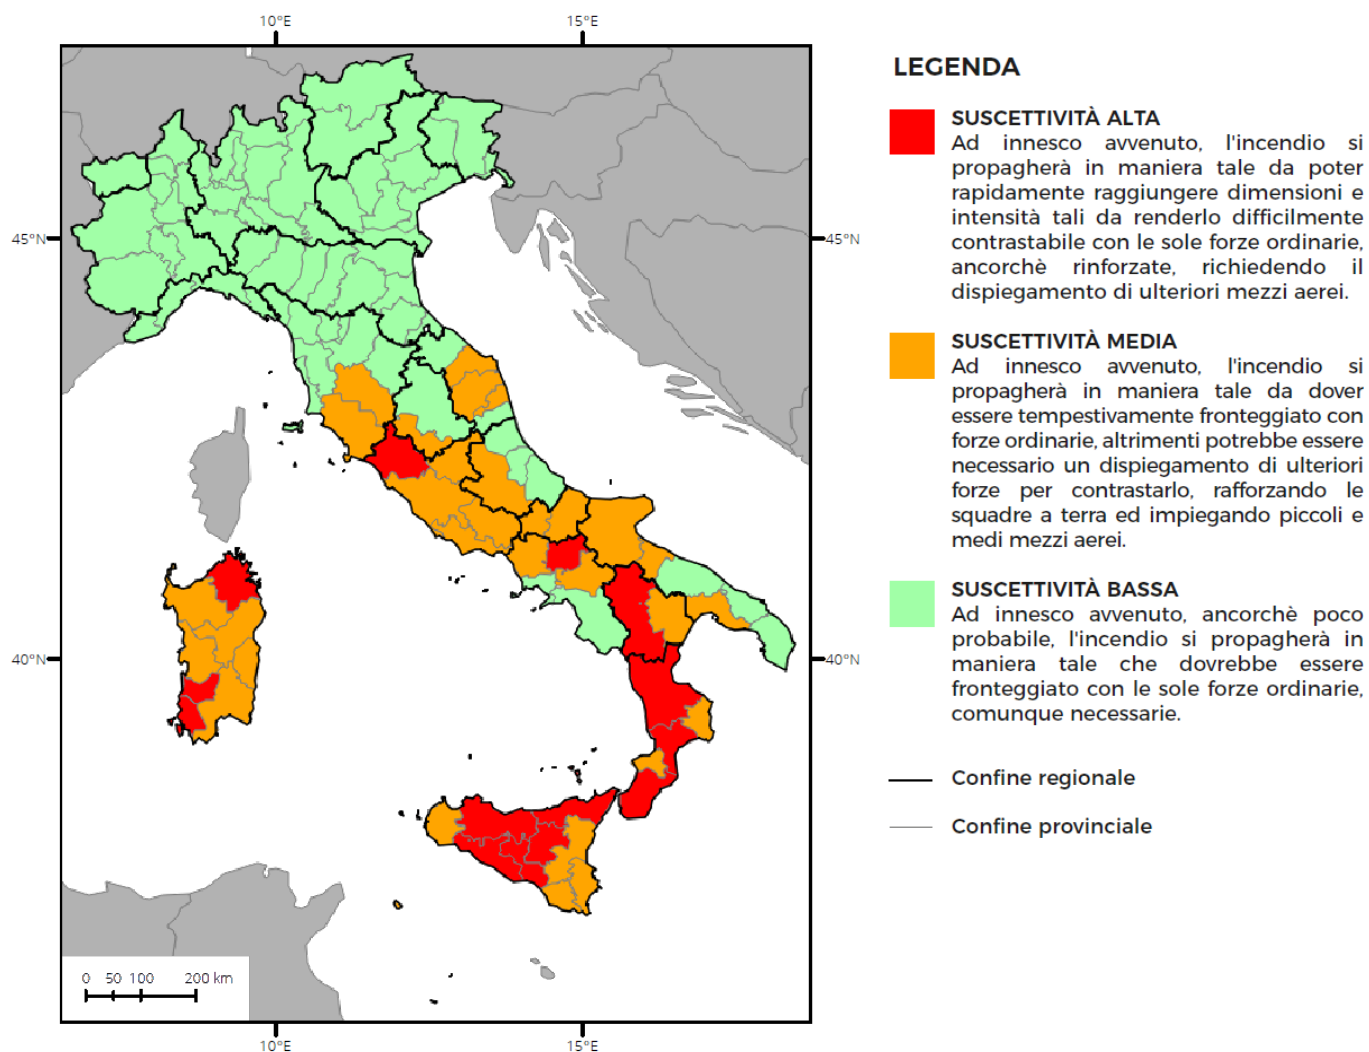 10°E 15°E
LEGENDA
SUSCETTIVITÀ ALTA
Ad innesco avvenuto, l'incendio si
propagherà in maniera tale da poter
rapidamente raggiungere dimensioni e
intensità tali da renderlo difficilmente
contrastabile con le sole forze ordinarie,
ancorchè rinforzate, richiedendo il
dispiegamento di ulteriori mezzi aerei.
45°N 45°N
SUSCETTIVITÀ MEDIA
Ad innesco avvenuto, l'incendio si
propagherà in maniera tale da dover
essere tempestivamente fronteggiato con
forze ordinarie, altrimenti potrebbe essere
necessario un dispiegamento di ulteriori
forze per contrastarlo, rafforzando le
squadre a terra ed impiegando piccoli e
medi mezzi aerei.
SUSCETTIVITÀ BASSA
Ad innesco avvenuto, ancorchè poco
probabile, l'incendio si propagherà in
maniera tale che dovrebbe essere
fronteggiato con le sole forze ordinarie,
comunque necessarie.
40°N 40°N
Confine regionale
Confine provinciale
0 50 100 200 km
10°E 15°E